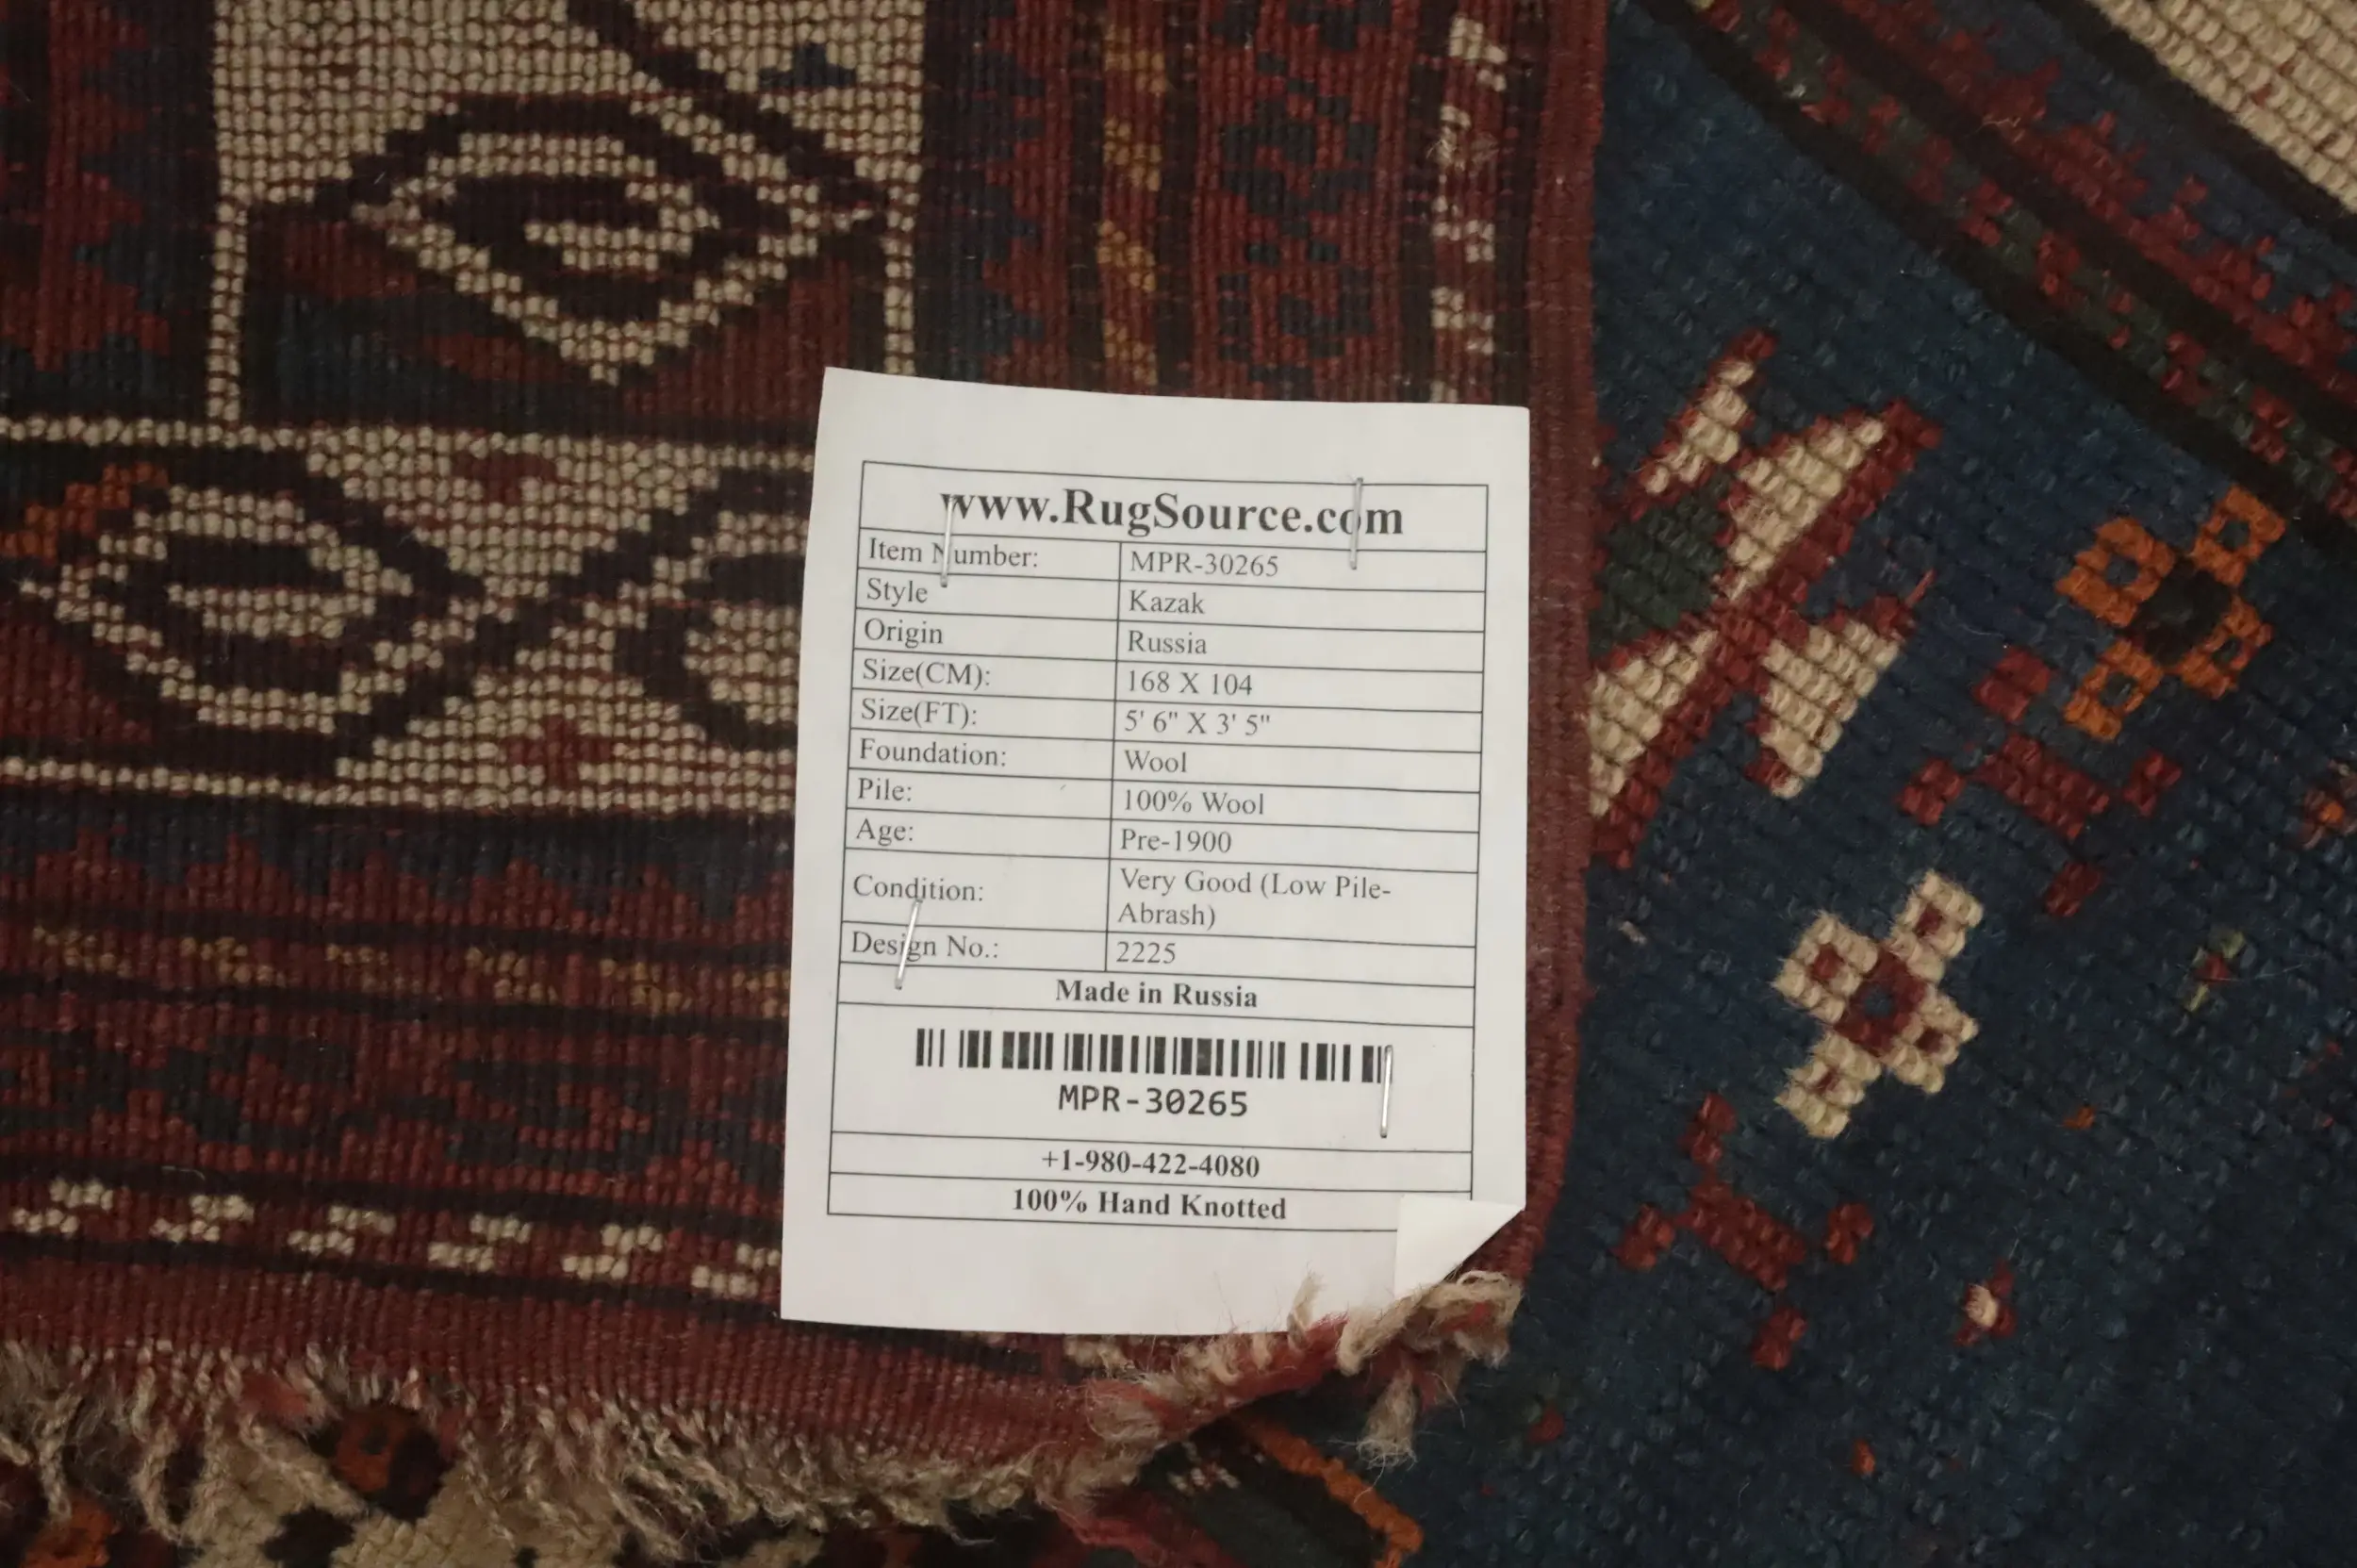 www.RugSource.com
Item Number: MPR-30265
Style Kazak
Origin Russia
Size(CM): 168 X 104
Size(FT): 5' 6" X 3' 5"
Foundation: Wool
Pile: 100% Wool
Age: Pre-1900
Condition: Very Good (Low Pile-
Abrash)
Design No.: 2225
Made in Russia
MPR-30265
+1-980-422-4080
100% Hand Knotted